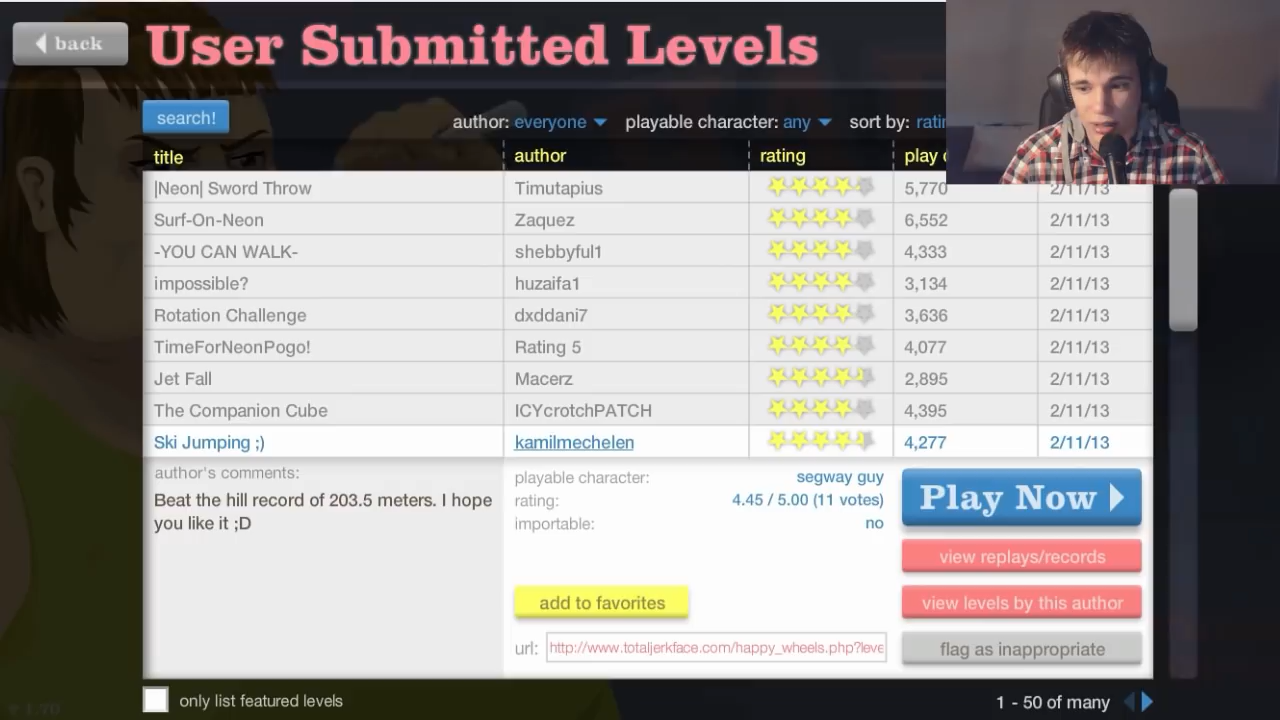 back
User Submitted Levels
search!
author: everyone playable character: any sort by:
title author rating play
|Neon| Sword Throw Timutapius 5,770 2/11/13
Surf-On-Neon Zaquez 6,552 2/11/13
-YOU CAN WALK- shebbyful1 4,333 2/11/13
impossible? huzaifa1 3,134 2/11/13
Rotation Challenge dxddani7 3,636 2/11/13
TimeForNeonPogo! Rating 5 4,077 2/11/13
Jet Fall Macerz 2,895 2/11/13
The Companion Cube ICYcrotchPATCH 4,395 2/11/13
Ski Jumping ;) kamilmechelen 4,277 2/11/13
author's comments:
Beat the hill record of 203.5 meters. I hope
you like it ;D
playable character: segway guy
rating: 4.45 / 5.00 (11 votes)
importable: no
add to favorites
url: http://www.totaljerkface.com/happy_wheels.php?leve
Play Now
view replays/records
view levels by this author
flag as inappropriate
only list featured levels
1 - 50 of many